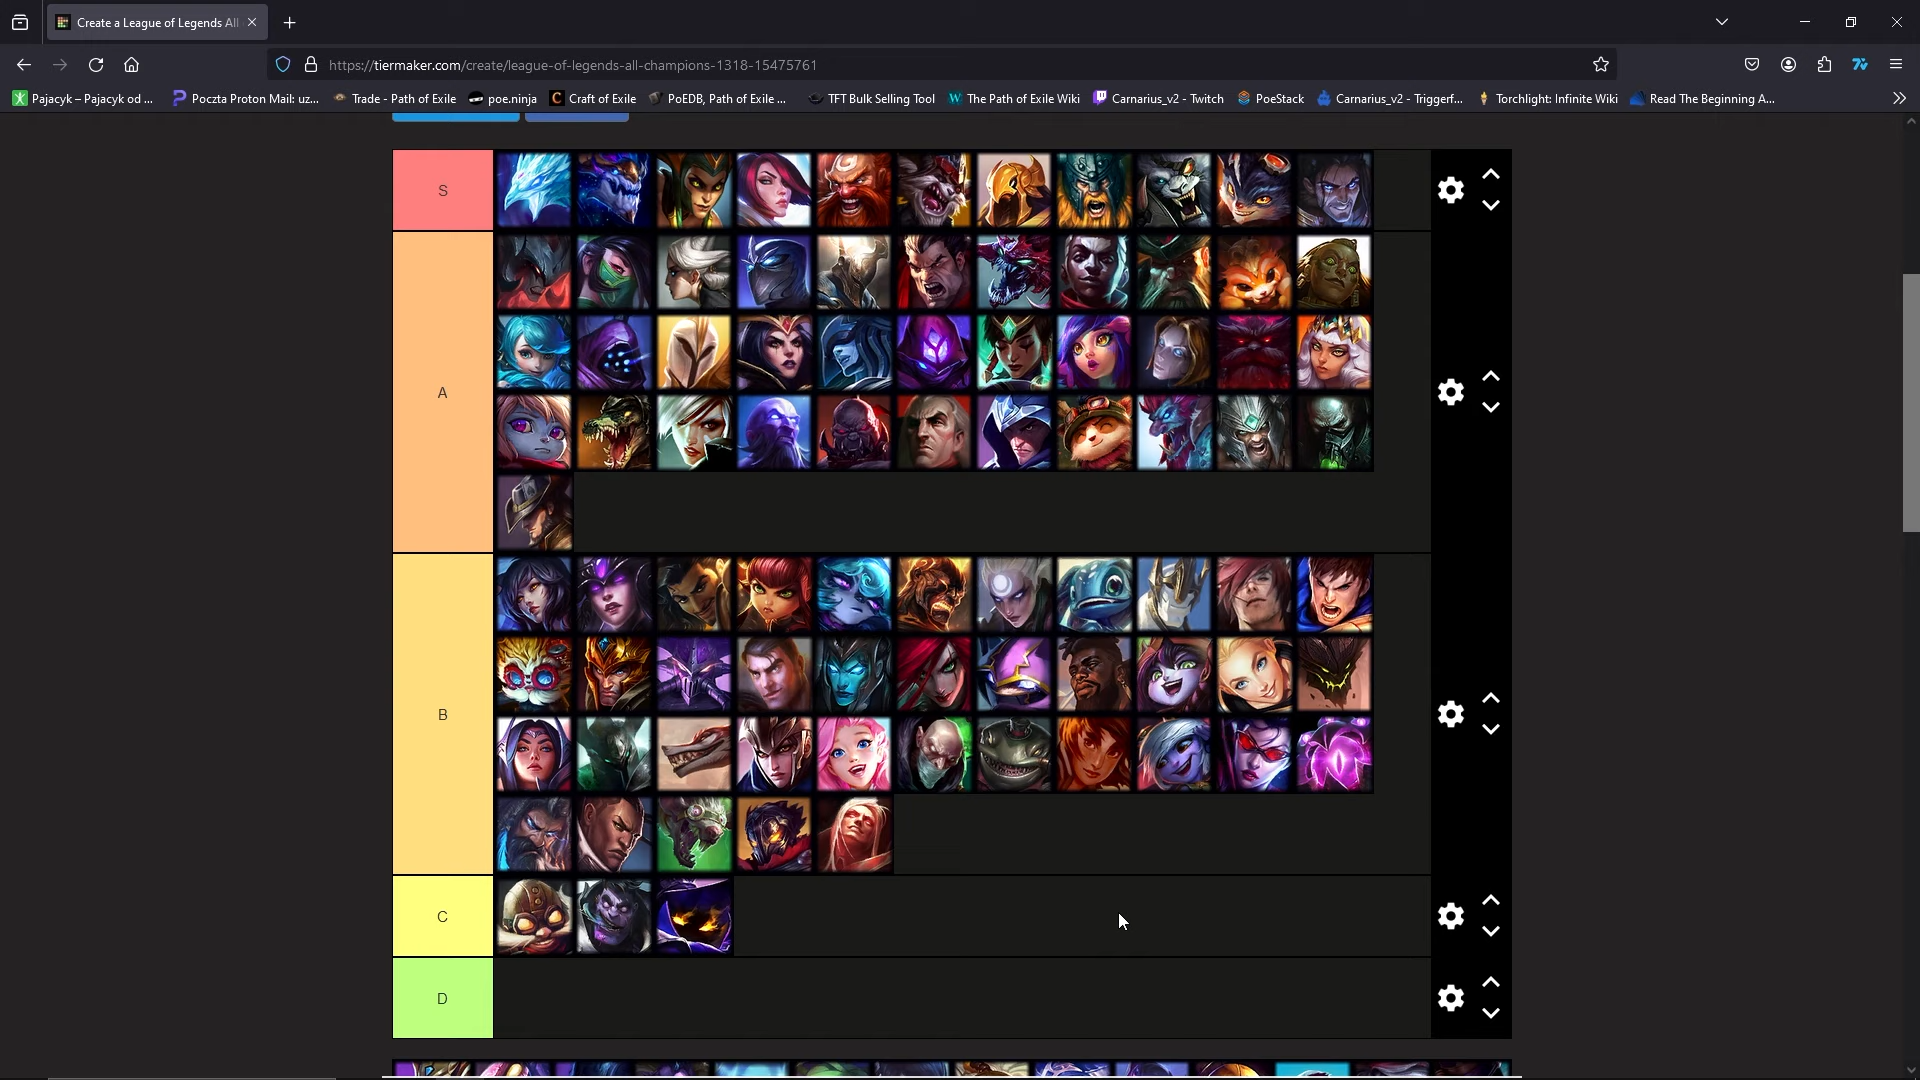 Create a League of Legends All
https://tiermaker.com/create/league-of-legends-all-champions-1318-15475761
Pajacyk – Pajacyk od ...
Poczta Proton Mail: uz...
Trade - Path of Exile
poe.ninja
Craft of Exile
PoEDB, Path of Exile ...
TFT Bulk Selling Tool
The Path of Exile Wiki
Carnarius_v2 - Twitch
PoeStack
Carnarius_v2 - Triggerf...
Torchlight: Infinite Wiki
Read The Beginning A...
S
A
B
C
D